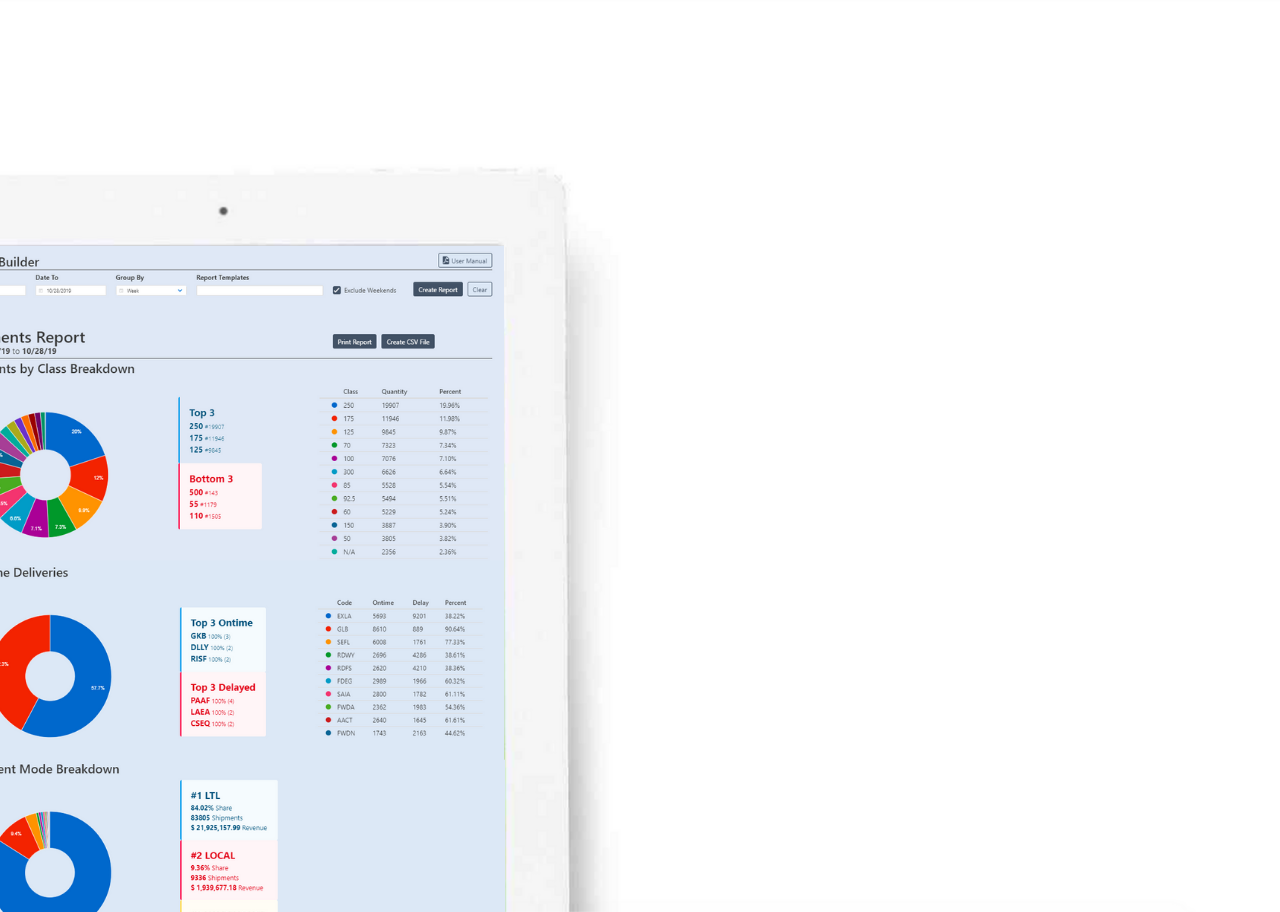 Builder
User Manual
Date To
Group By
Report Templates
10/28/2019
Week
Exclude Weekends
Create Report
Clear
ents Report
/19 to 10/28/19
Print Report
Create CSV File
nts by Class Breakdown
Class Quantity Percent
250 19907 19.96%
175 11946 11.98%
125 9845 9.87%
70 7323 7.34%
100 7076 7.10%
300 6626 6.64%
85 5528 5.54%
92.5 5494 5.51%
60 5229 5.24%
150 3887 3.90%
50 3805 3.82%
N/A 2356 2.36%
Top 3
250 #19907
175 #11946
125 #9845
Bottom 3
500 #143
55 #1179
110 #1505
20%
12%
9.9%
7.3%
7.1%
6.6%
ne Deliveries
57.7%
Top 3 Ontime
GKB 100% (3)
DLLY 100% (2)
RISF 100% (2)
Top 3 Delayed
PAAF 100% (4)
LAEA 100% (2)
CSEQ 100% (2)
Code Ontime Delay Percent
EXLA 5693 9201 38.22%
GLB 8610 889 90.64%
SEFL 6008 1761 77.33%
RDWY 2696 4286 38.61%
RDFS 2620 4210 38.36%
FDEG 2989 1966 60.32%
SAIA 2800 1782 61.11%
FWDA 2362 1983 54.36%
AACT 2640 1645 61.61%
FWDN 1743 2163 44.62%
ent Mode Breakdown
9.4%
#1 LTL
84.02% Share
83805 Shipments
$ 21,925,157.99 Revenue
#2 LOCAL
9.36% Share
9336 Shipments
$ 1,939,677.18 Revenue